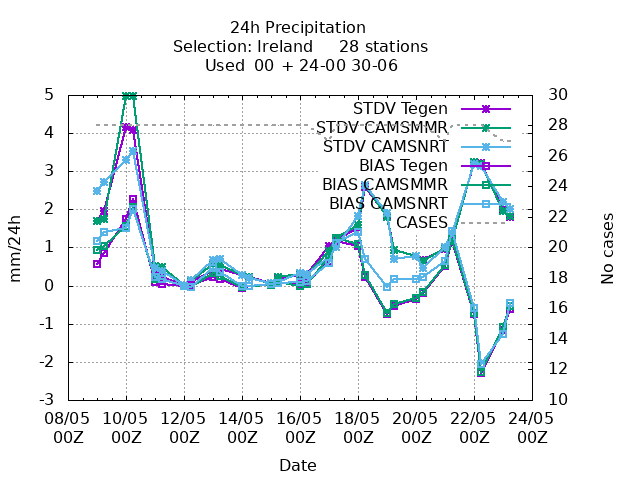 24h Precipitation
Selection: Ireland 28 stations
Used 00 + 24-00 30-06
STDV Tegen
STDV CAMSMMR
STDV CAMSNRT
BIAS Tegen
BIAS CAMSMMR
BIAS CAMSNRT
CASES
mm/24h
5
4
3
2
1
0
-1
-2
-3
No cases
30
28
26
24
22
20
18
16
14
12
10
08/05 10/05 12/05 14/05 16/05 18/05 20/05 22/05 24/05
00Z 00Z 00Z 00Z 00Z 00Z 00Z 00Z 00Z
Date